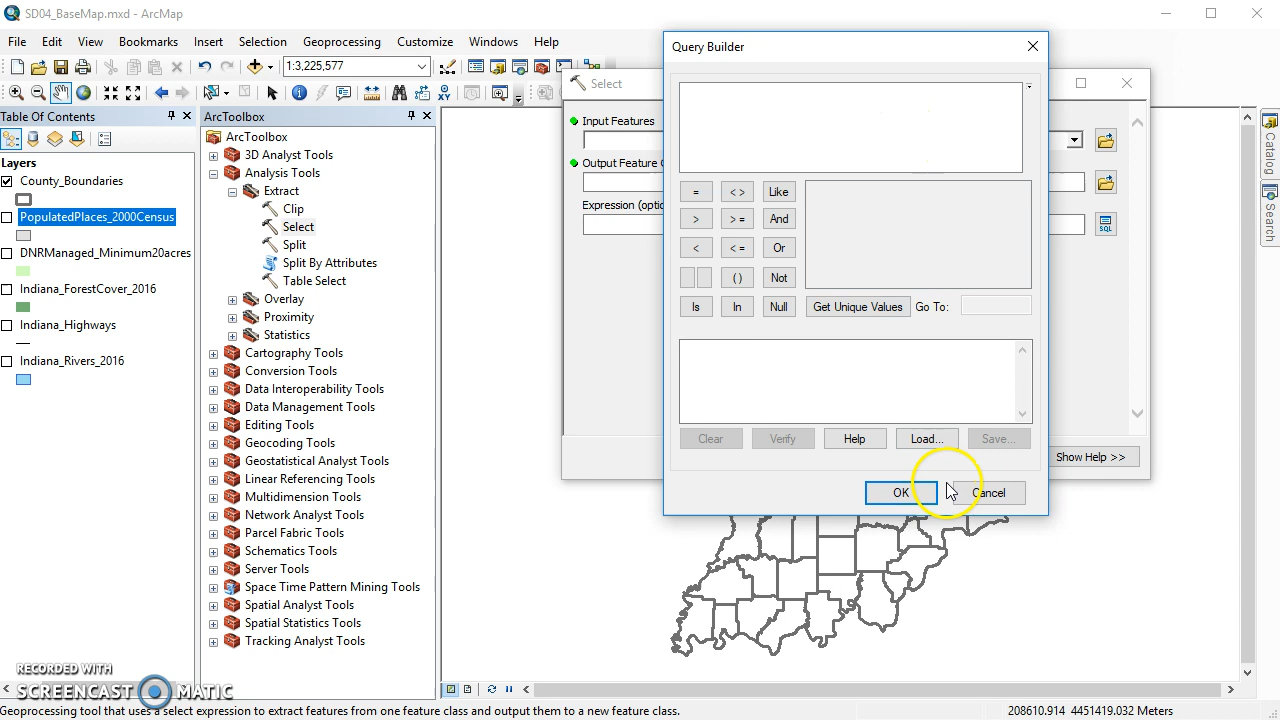 SD04_BaseMap.mxd - ArcMap
File Edit View Bookmarks Insert Selection Geoprocessing Customize Windows Help
1:3,225,577
Table Of Contents
Layers
County_Boundaries
PopulatedPlaces_2000Census
DNRManaged_Minimum20acres
Indiana_ForestCover_2016
Indiana_Highways
Indiana_Rivers_2016
ArcToolbox
ArcToolbox
3D Analyst Tools
Analysis Tools
Extract
Clip
Select
Split
Split By Attributes
Table Select
Overlay
Proximity
Statistics
Cartography Tools
Conversion Tools
Data Interoperability Tools
Data Management Tools
Editing Tools
Geocoding Tools
Geostatistical Analyst Tools
Linear Referencing Tools
Multidimension Tools
Network Analyst Tools
Parcel Fabric Tools
Schematics Tools
Server Tools
Space Time Pattern Mining Tools
Spatial Analyst Tools
Spatial Statistics Tools
Tracking Analyst Tools
Select
Input Features
Output Feature C
Expression (optio
SQL
Show Help >>
Query Builder
= < > Like
> > = And
< < = Or
( ) Not
Is In Null
Get Unique Values Go To:
Clear Verify Help Load... Save...
OK Cancel
Catalog
Search
RECORDED WITH
SCREENCAST MATIC
Geoprocessing tool that uses a select expression to extract features from one feature class and output them to a new feature class.
208610.914 4451419.032 Meters